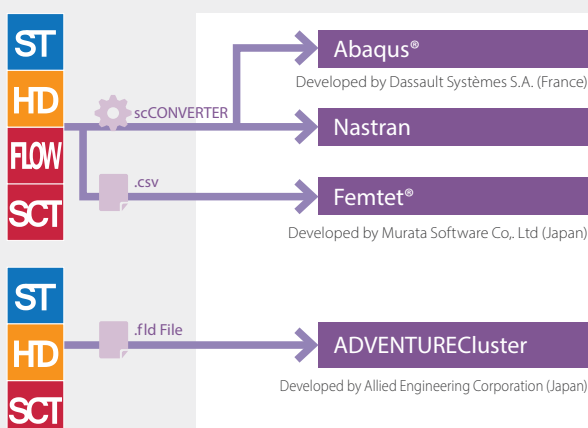 ST
HD
FLOW
SCT
scCONVERTER
.csv
Abaqus®
Developed by Dassault Systèmes S.A. (France)
Nastran
Femtet®
Developed by Murata Software Co,. Ltd (Japan)
ST
HD
SCT
.fld File
ADVENTURECluster
Developed by Allied Engineering Corporation (Japan)